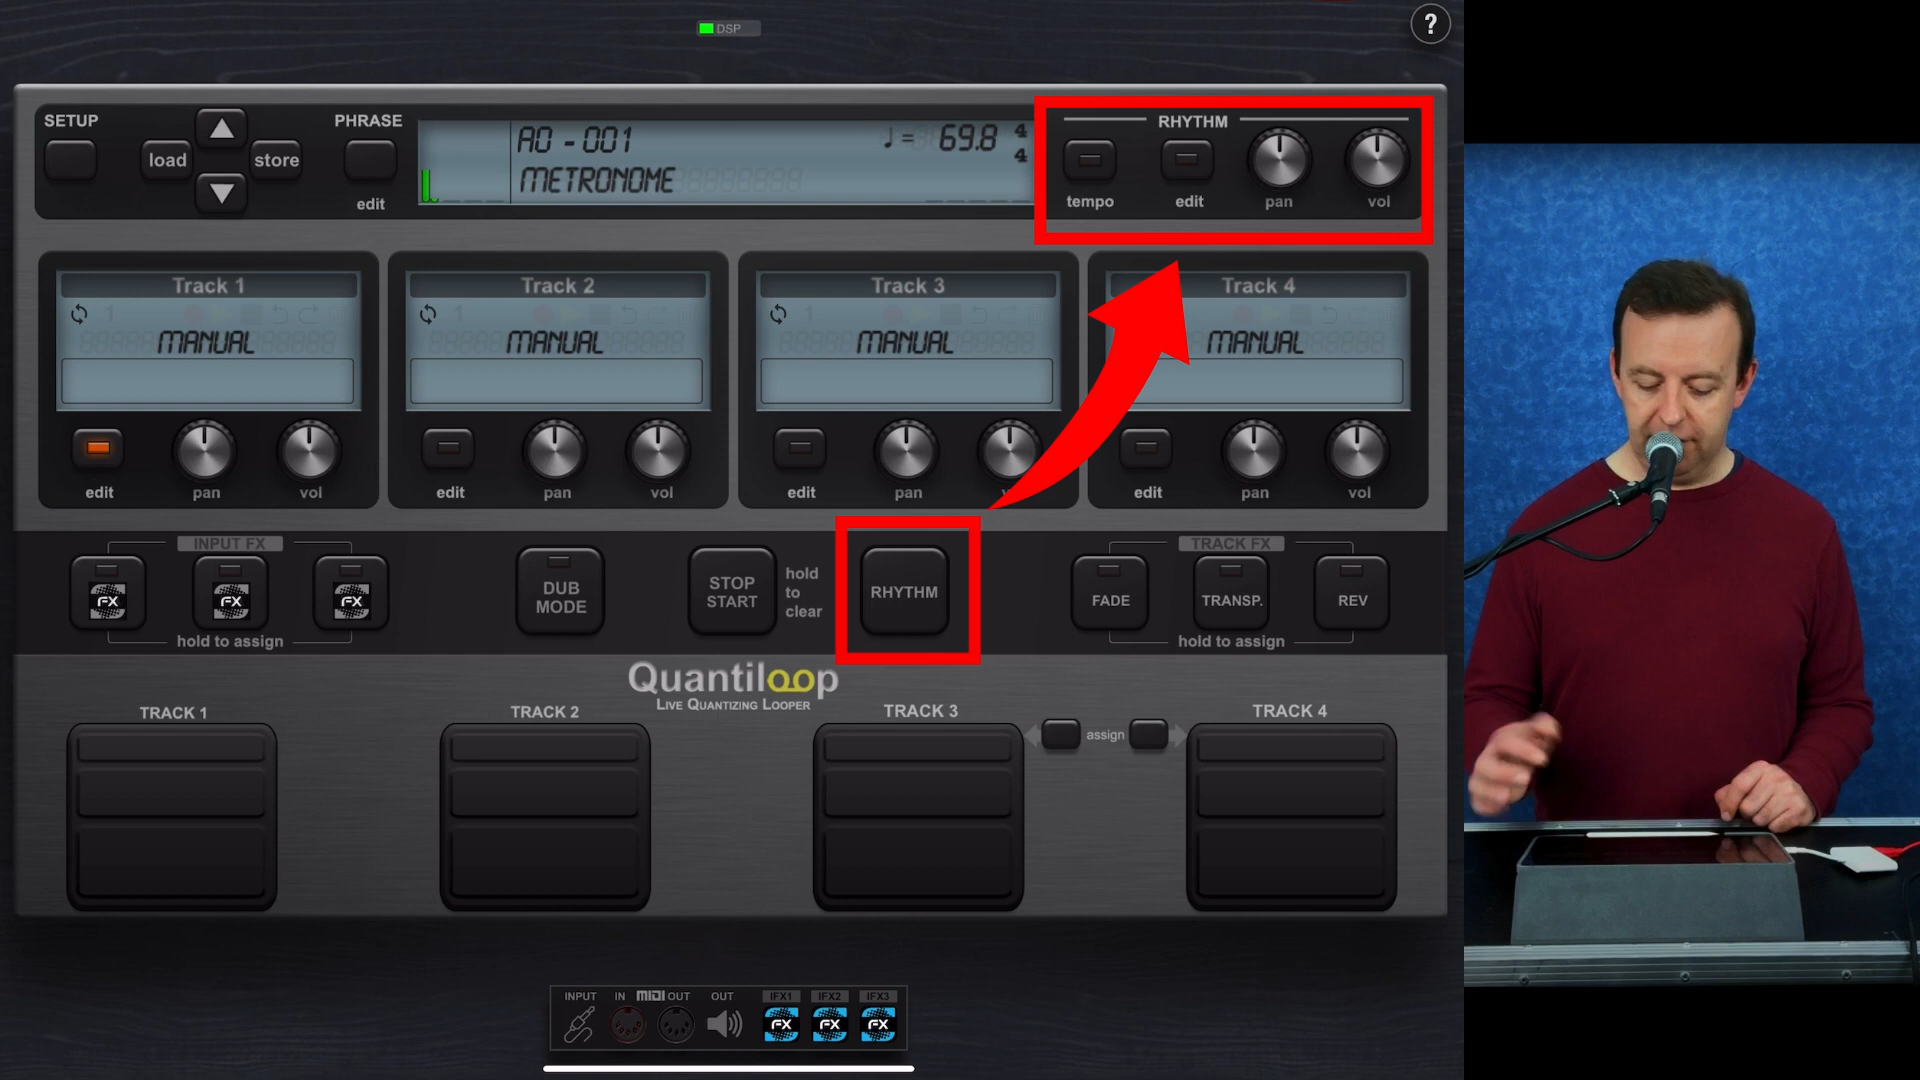 DSP
?
SETUP
load
store
PHRASE
edit
A0 - 001
♩= 69.8 4
4
METRONOME
RHYTHM
tempo
edit
pan
vol
Track 1
1
MANUAL
edit
pan
vol
Track 2
1
MANUAL
edit
pan
vol
Track 3
1
MANUAL
edit
pan
Track 4
MANUAL
edit
pan
vol
INPUT FX
FX
FX
FX
hold to assign
DUB
MODE
STOP
START
hold
to
clear
RHYTHM
TRACK FX
FADE
TRANSP.
REV
hold to assign
Quantiloop
LIVE QUANTIZING LOOPER
TRACK 1
TRACK 2
TRACK 3
assign
TRACK 4
INPUT
IN MIDI OUT
OUT
IFX1
IFX2
IFX3
FX
FX
FX